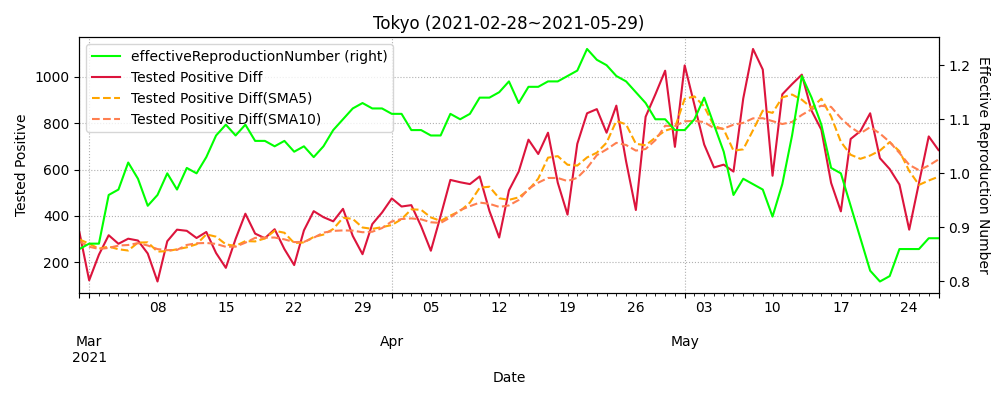 Tokyo (2021-02-28~2021-05-29)
effectiveReproductionNumber (right)
Tested Positive Diff
Tested Positive Diff(SMA5)
Tested Positive Diff(SMA10)
Tested Positive
1000
800
600
400
200
Effective Reproduction Number
1.2
1.1
1.0
0.9
0.8
08 15 22 29 05 12 19 26 03 10 17 24
Mar Apr May
2021
Date